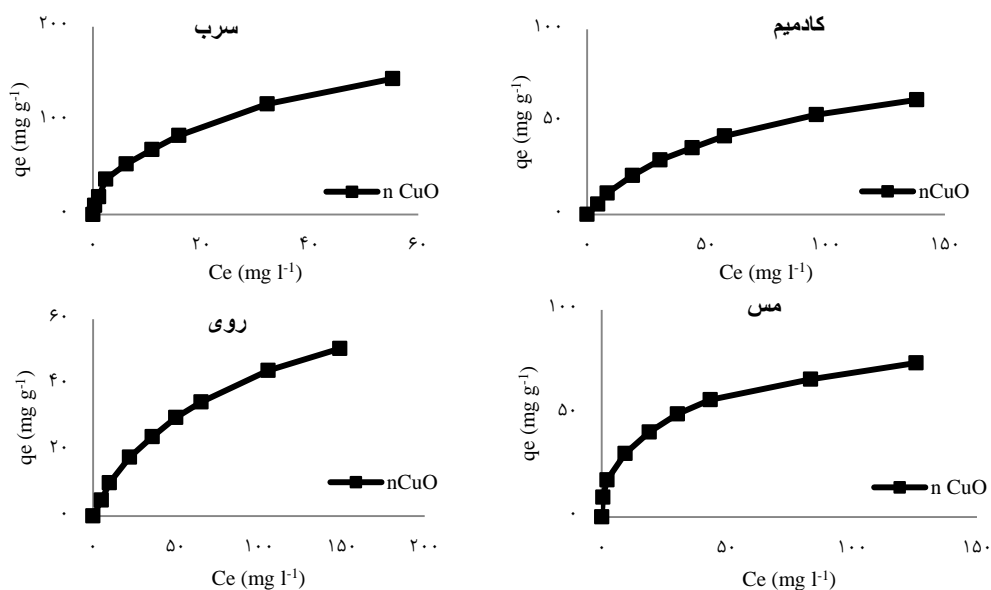 سرب
qe (mg g-1)
۲۰۰
۱۰۰
۰
n CuO
۰ ۲۰ ۴۰ ۶۰
Ce (mg l-1)
کادمیم
qe (mg g-1)
۱۰۰
۵۰
۰
nCuO
۰ ۵۰ ۱۰۰ ۱۵۰
Ce (mg l-1)
روی
qe (mg g-1)
۶۰
۴۰
۲۰
۰
nCuO
۰ ۵۰ ۱۰۰ ۱۵۰ ۲۰۰
Ce (mg l-1)
مس
qe (mg g-1)
۱۰۰
۵۰
۰
n CuO
۰ ۵۰ ۱۰۰ ۱۵۰
Ce (mg l-1)